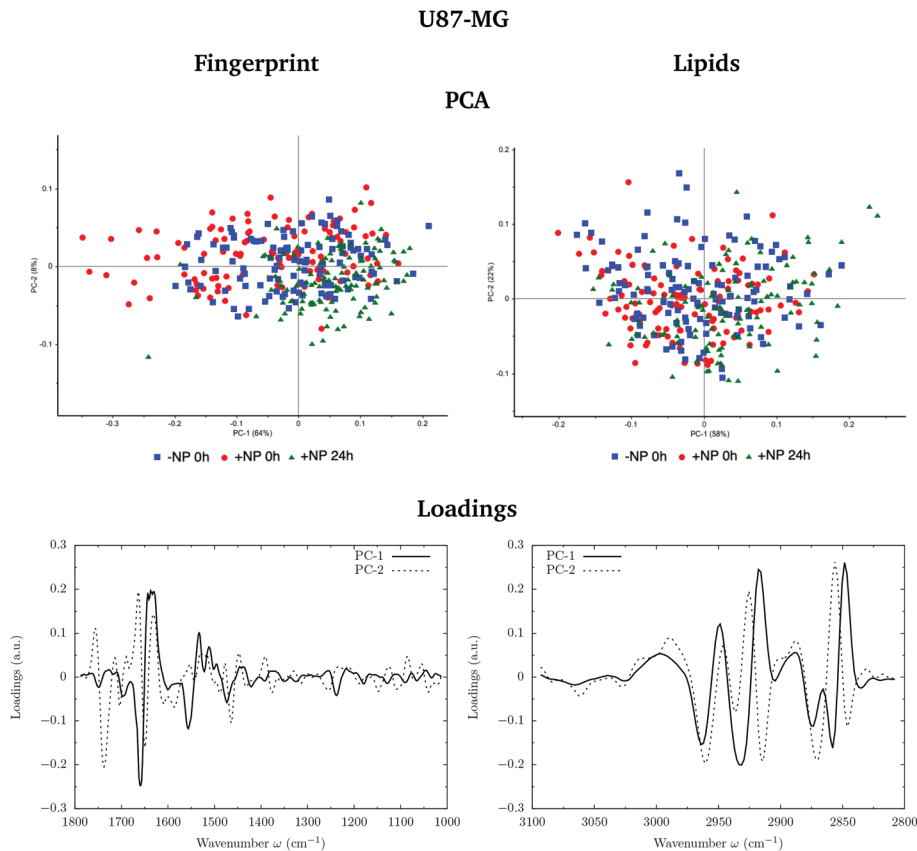 U87-MG
Fingerprint Lipids
PCA
0.1
0
-0.1
PC-2 (8%)
-0.3 -0.2 -0.1 0 0.1 0.2
PC-1 (64%)
-NP 0h +NP 0h +NP 24h
0.2
0.1
0
-0.1
PC-2 (22%)
-0.2 -0.1 0 0.1 0.2
PC-1 (58%)
-NP 0h +NP 0h +NP 24h
Loadings
0.3
0.2
0.1
0
−0.1
−0.2
−0.3
Loadings (a.u.)
PC-1
PC-2
1800 1700 1600 1500 1400 1300 1200 1100 1000
Wavenumber ω (cm⁻¹)
0.3
0.2
0.1
0
−0.1
−0.2
−0.3
Loadings (a.u.)
PC-1
PC-2
3100 3050 3000 2950 2900 2850 2800
Wavenumber ω (cm⁻¹)